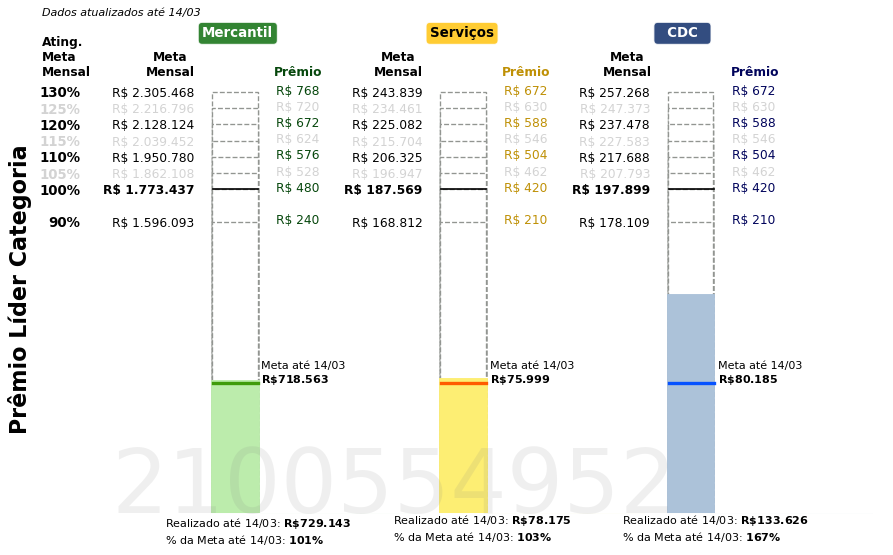 Dados atualizados até 14/03
Mercantil Serviços CDC
Ating.
Meta
Mensal
Meta
Mensal Prêmio
Meta
Mensal Prêmio
Meta
Mensal Prêmio
130% R$ 2.305.468 R$ 768 R$ 243.839 R$ 672 R$ 257.268 R$ 672
125% R$ 2.216.796 R$ 720 R$ 234.461 R$ 630 R$ 247.373 R$ 630
120% R$ 2.128.124 R$ 672 R$ 225.082 R$ 588 R$ 237.478 R$ 588
115% R$ 2.039.452 R$ 624 R$ 215.704 R$ 546 R$ 227.583 R$ 546
110% R$ 1.950.780 R$ 576 R$ 206.325 R$ 504 R$ 217.688 R$ 504
105% R$ 1.862.108 R$ 528 R$ 196.947 R$ 462 R$ 207.793 R$ 462
100% R$ 1.773.437 R$ 480 R$ 187.569 R$ 420 R$ 197.899 R$ 420
90% R$ 1.596.093 R$ 240 R$ 168.812 R$ 210 R$ 178.109 R$ 210
Prêmio Líder Categoria
Meta até 14/03
R$718.563
Meta até 14/03
R$75.999
Meta até 14/03
R$80.185
2100554952
Realizado até 14/03: R$729.143
% da Meta até 14/03: 101%
Realizado até 14/03: R$78.175
% da Meta até 14/03: 103%
Realizado até 14/03: R$133.626
% da Meta até 14/03: 167%